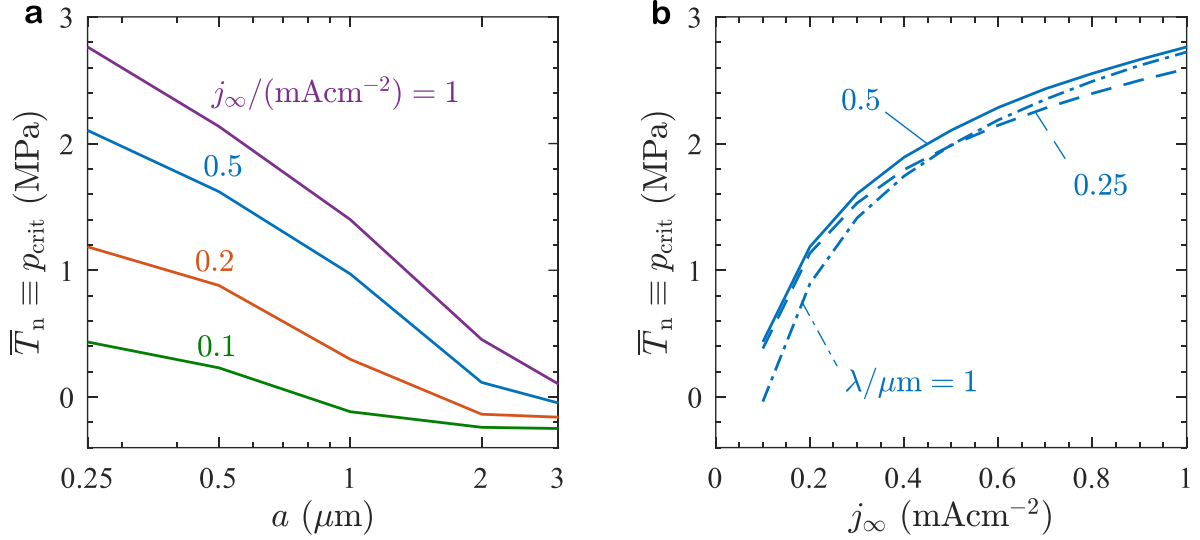 a
3
2
1
0
T̅ₙ ≡ p_crit (MPa)
j∞/(mAcm⁻²) = 1
0.5
0.2
0.1
0.25 0.5 1 2 3
a (μm)
b
3
2
1
0
T̅ₙ ≡ p_crit (MPa)
0.5
0.25
λ/μm = 1
0 0.2 0.4 0.6 0.8 1
j∞ (mAcm⁻²)